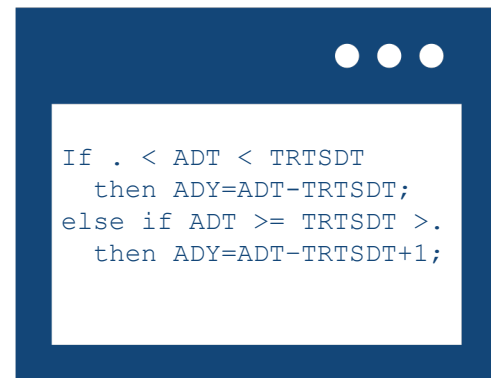 If . < ADT < TRTSDT
then ADY=ADT-TRTSDT;
else if ADT >= TRTSDT >.
then ADY=ADT-TRTSDT+1;